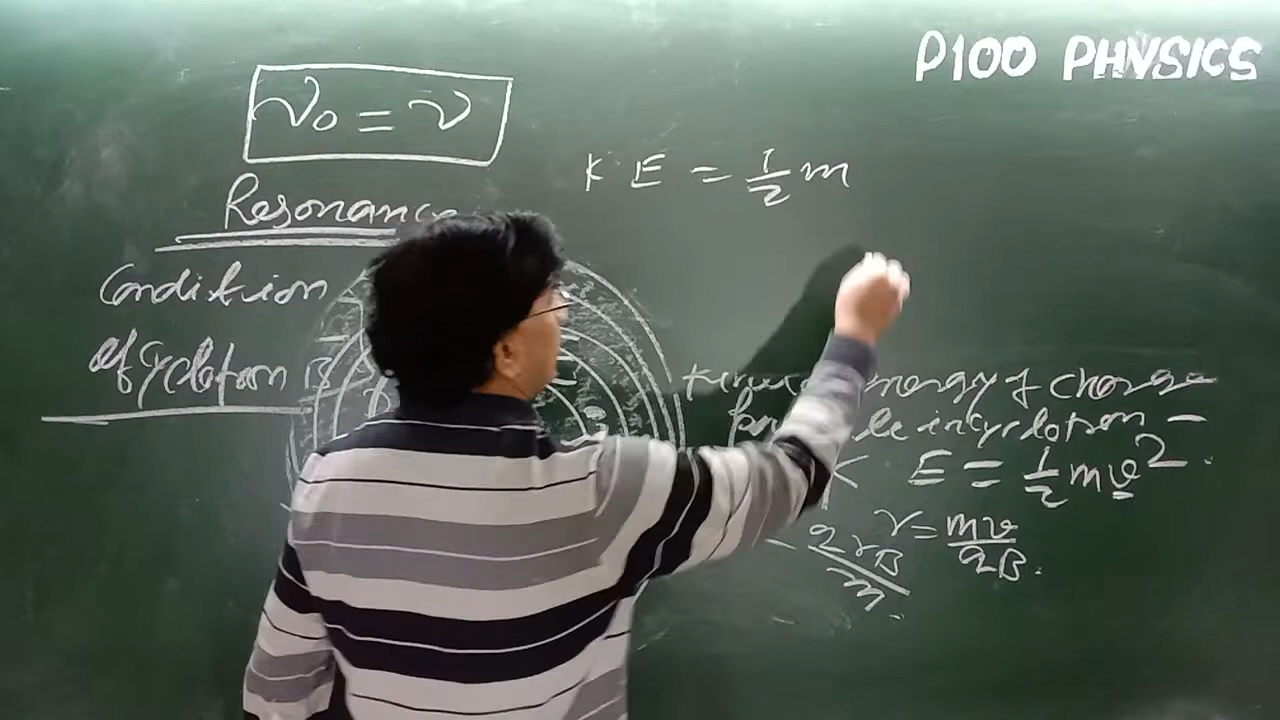 P100 PHYSICS
ν₀ = ν
Resonance
Condition
of Cyclotron
K E = 1/2 m
energy of charge
in cyclotron –
K E = 1/2 mv².
r = mv/qB.
qrB/m.